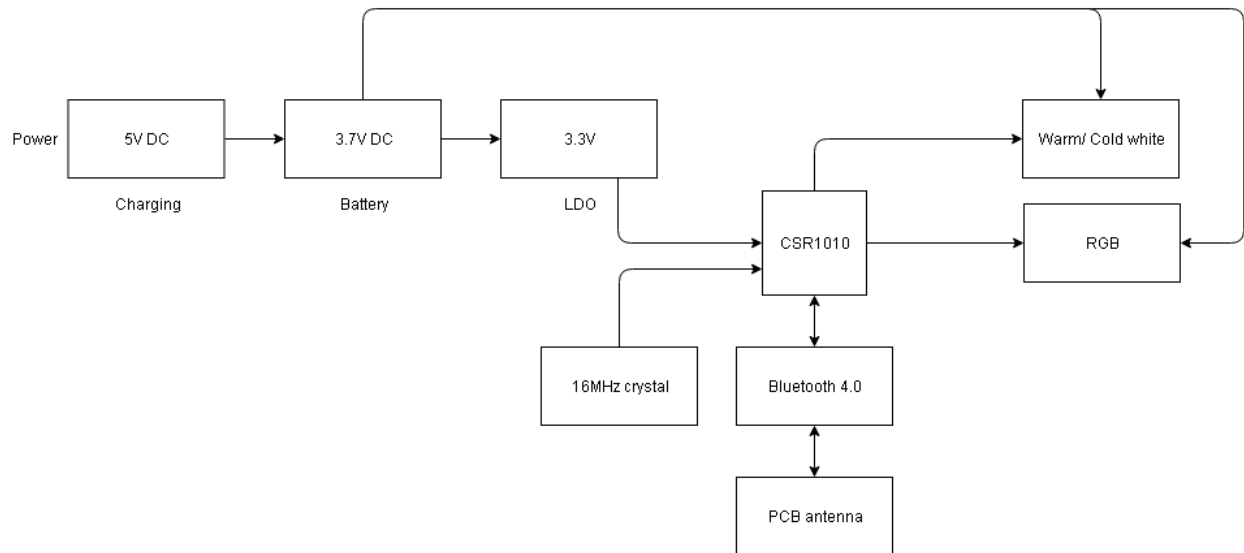 Power
5V DC
3.7V DC
3.3V
Warm/ Cold white
Charging
Battery
LDO
CSR1010
RGB
16MHz crystal
Bluetooth 4.0
PCB antenna